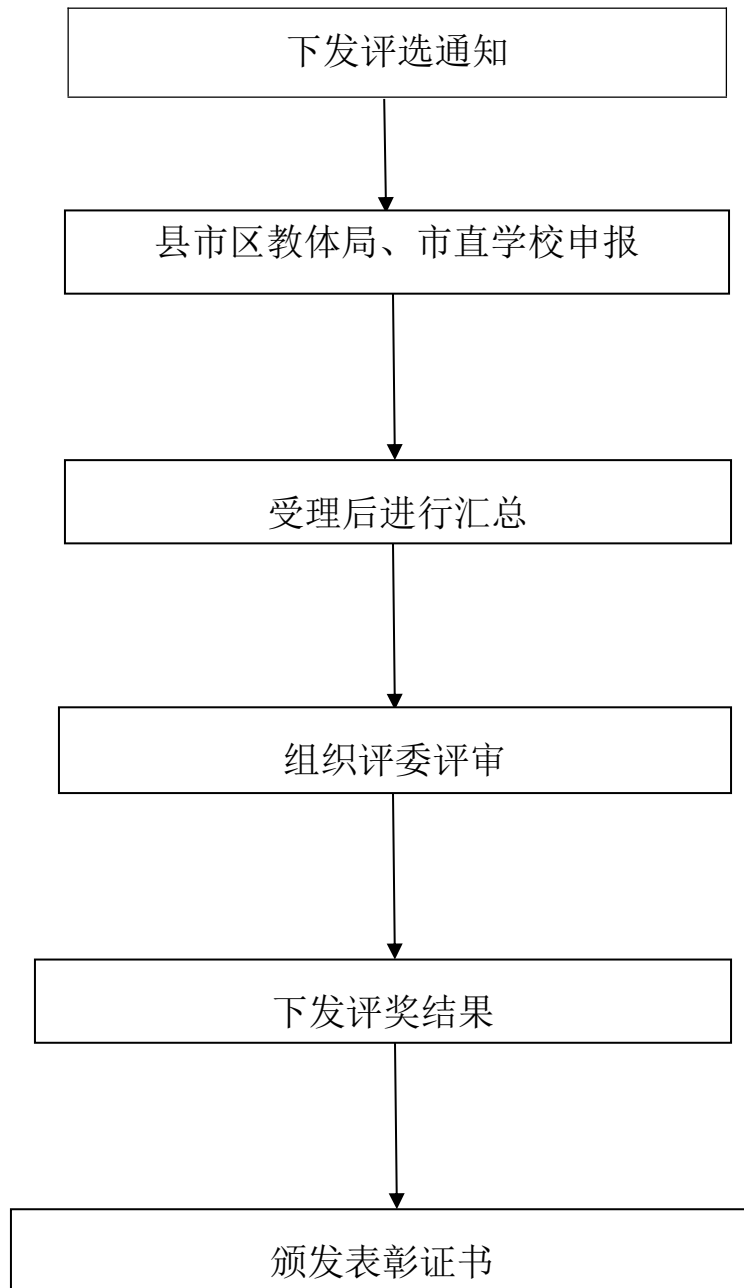 下发评选通知
县市区教体局、市直学校申报
受理后进行汇总
组织评委评审
下发评奖结果
颁发表彰证书